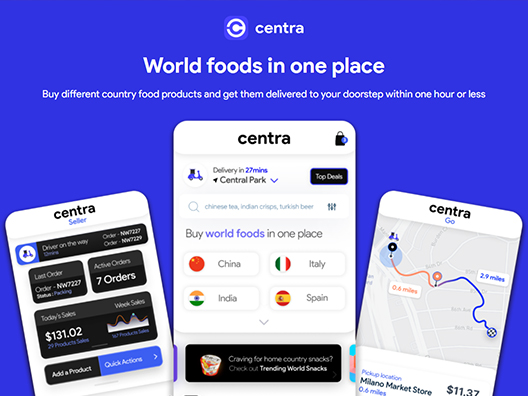 centra
World foods in one place
Buy different country food products and get them delivered to your doorstep within one hour or less
centra
Delivery in 27mins
Central Park
Top Deals
chinese tea, indian crisps, turkish beer
Buy world foods in one place
China
Italy
India
Spain
Craving for home country snacks?
Check out Trending World Snacks
centra
Seller
Driver on the way
12mins
Order - NW7227
Order - NW7229
Last Order
Order - NW7227
Status : Packing
Active Orders
7 Orders
Today's Sales
$131.02
29 Products Sales
Week Sales
167 Products Sales
Add a Product
Quick Actions
centra
Go
2.9 miles
0.6 miles
Pickup location
Milano Market Store
0.6 miles
$11.37